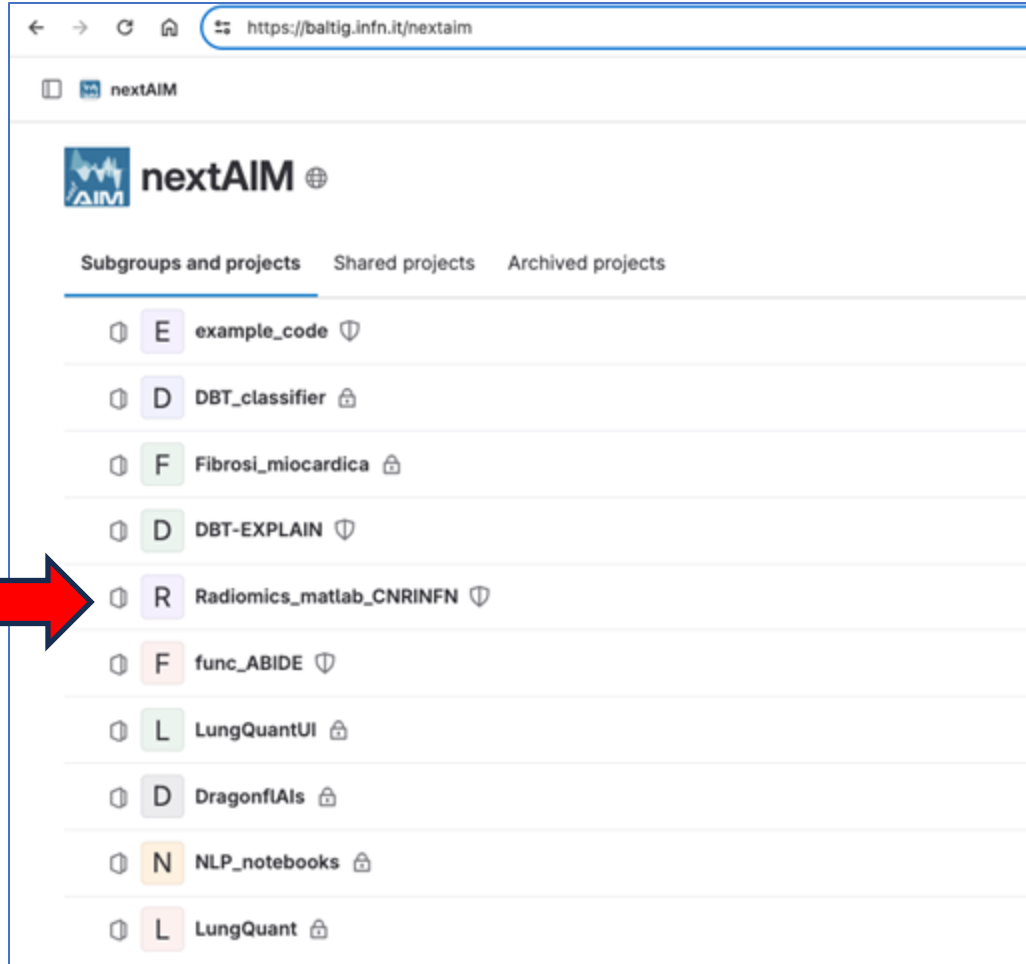 https://baltig.infn.it/nextaim
nextAIM
AIM
nextAIM
Subgroups and projects Shared projects Archived projects
E example_code
D DBT_classifier
F Fibrosi_miocardica
D DBT-EXPLAIN
R Radiomics_matlab_CNRINFN
F func_ABIDE
L LungQuantUI
D DragonflAIs
N NLP_notebooks
L LungQuant